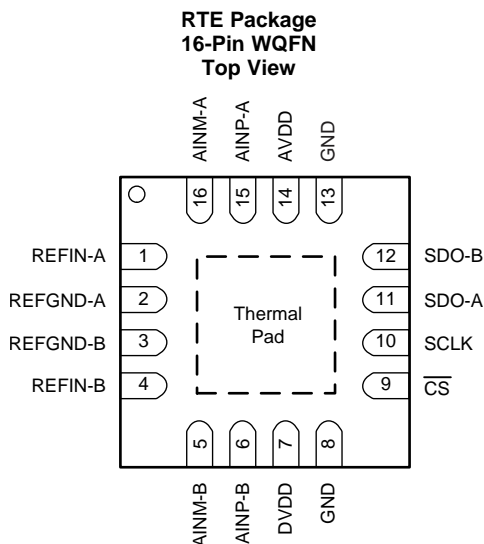 RTE Package
16-Pin WQFN
Top View
AINM-A
AINP-A
AVDD
GND
16
15
14
13
REFIN-A 1
12 SDO-B
REFGND-A 2
11 SDO-A
REFGND-B 3
10 SCLK
REFIN-B 4
9 C̅S̅
Thermal
Pad
5
6
7
8
AINM-B
AINP-B
DVDD
GND